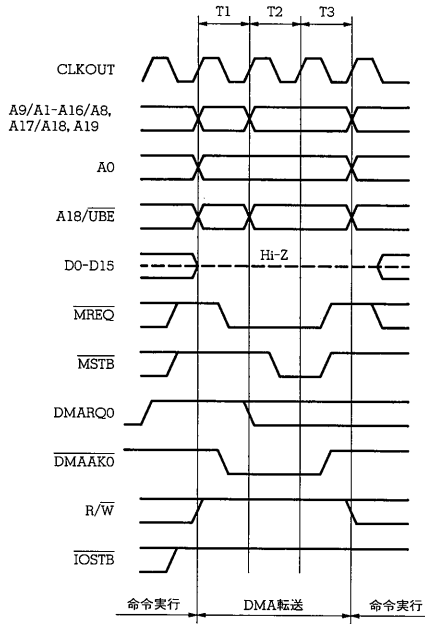 T1 T2 T3
CLKOUT
A9/A1-A16/A8,
A17/A18, A19
A0
A18/UBE
D0-D15
Hi-Z
MREQ
MSTB
DMARQ0
DMAAK0
R/W
IOSTB
命令実行 DMA転送 命令実行